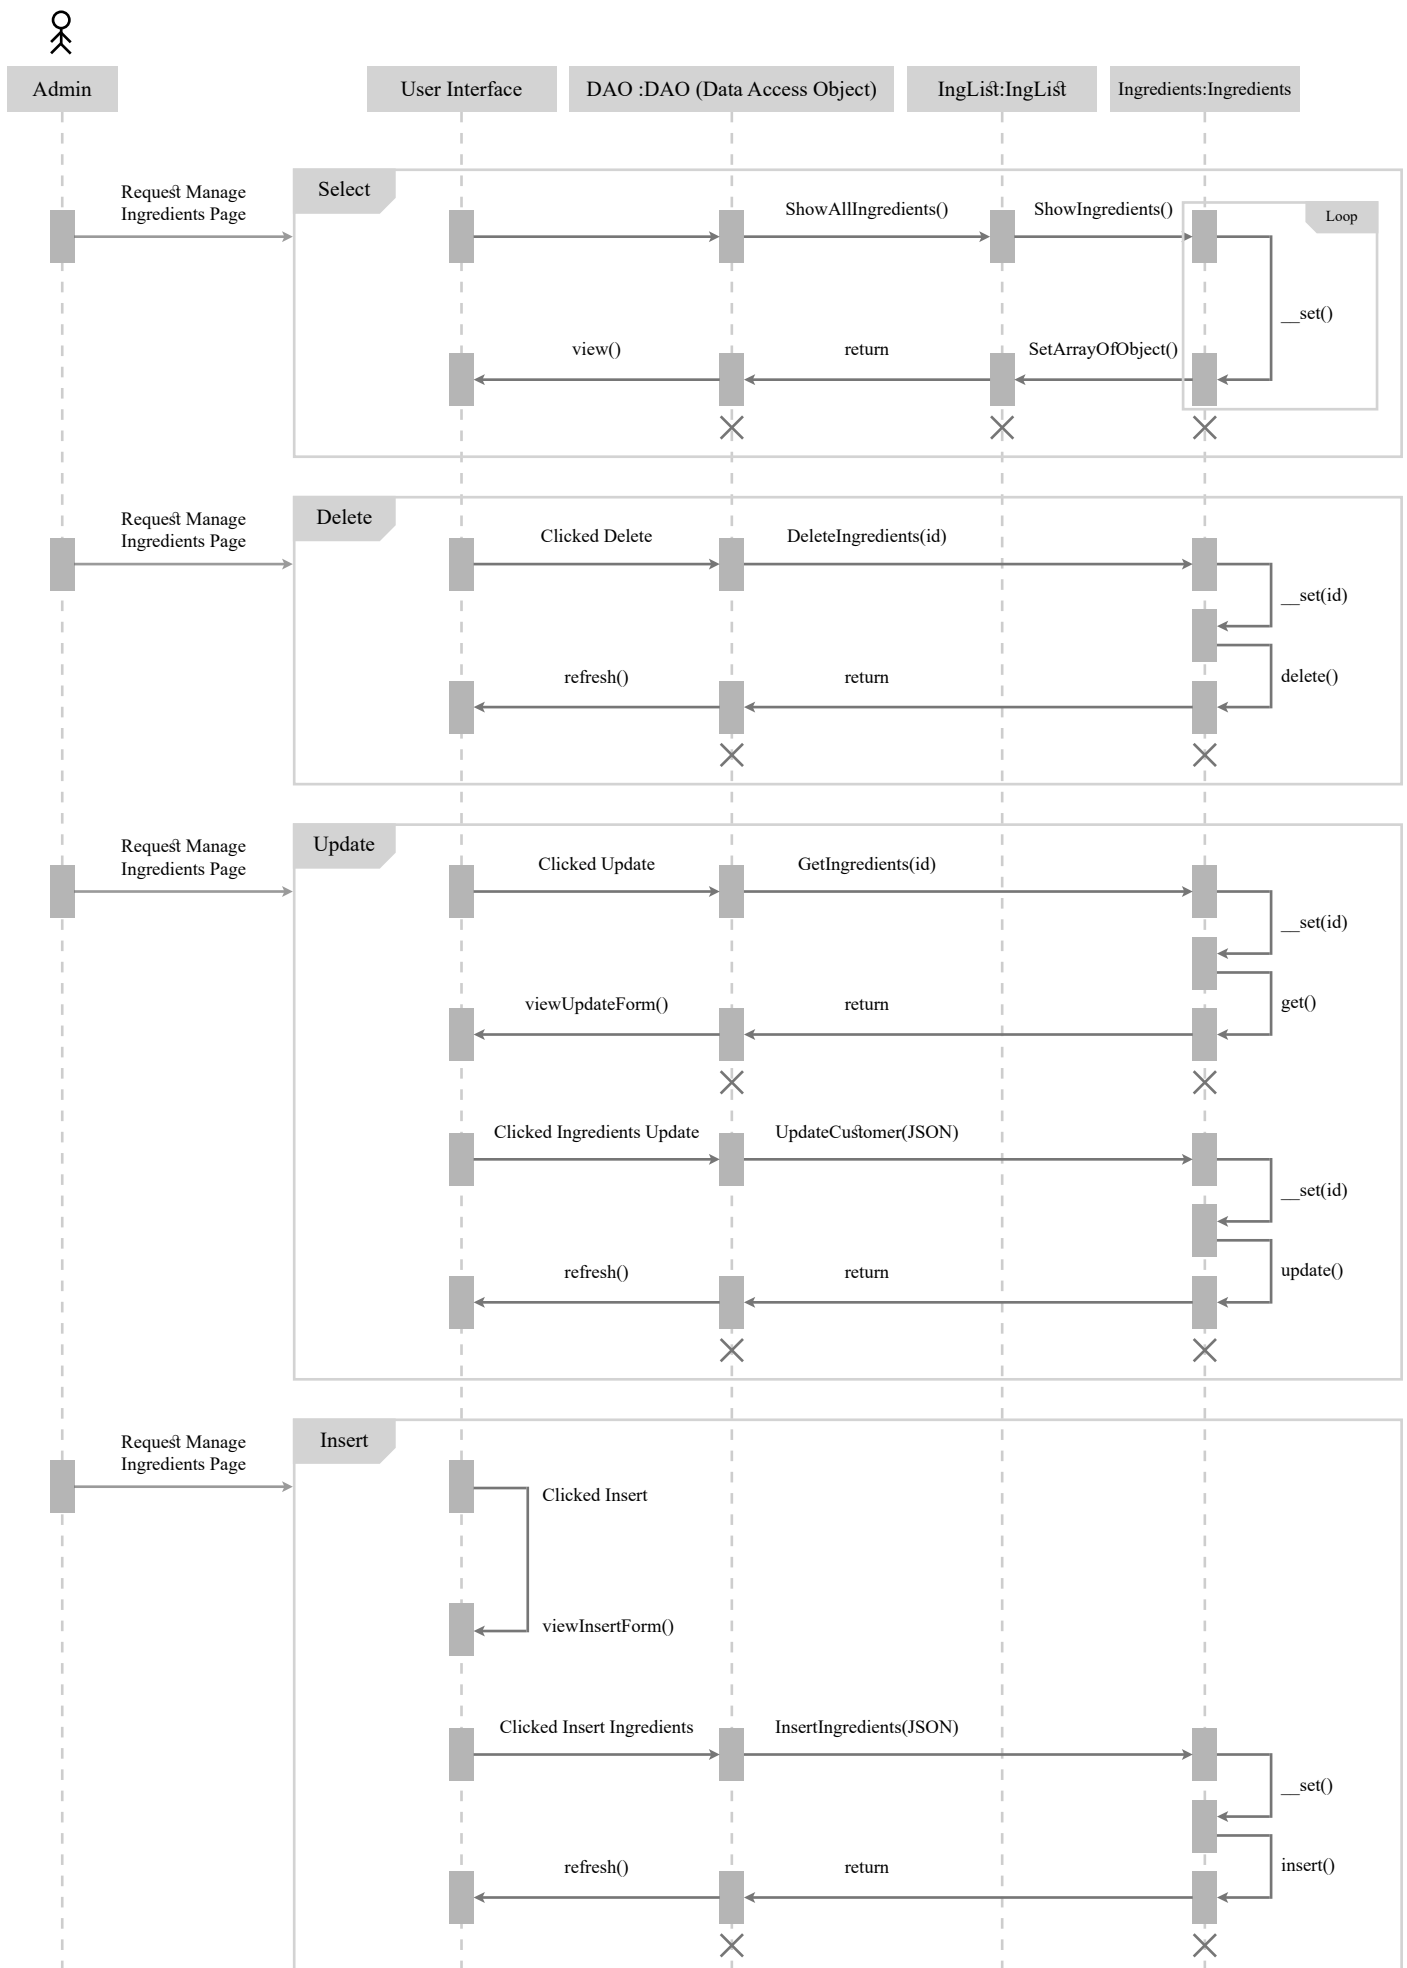 Admin
User Interface
DAO :DAO (Data Access Object)
IngList:IngList
Ingredients:Ingredients
Request Manage
Ingredients Page
Select
ShowAllIngredients()
ShowIngredients()
Loop
__set()
view()
return
SetArrayOfObject()
Request Manage
Ingredients Page
Delete
Clicked Delete
DeleteIngredients(id)
__set(id)
refresh()
return
delete()
Request Manage
Ingredients Page
Update
Clicked Update
GetIngredients(id)
__set(id)
viewUpdateForm()
return
get()
Clicked Ingredients Update
UpdateCustomer(JSON)
__set(id)
refresh()
return
update()
Request Manage
Ingredients Page
Insert
Clicked Insert
viewInsertForm()
Clicked Insert Ingredients
InsertIngredients(JSON)
__set()
refresh()
return
insert()